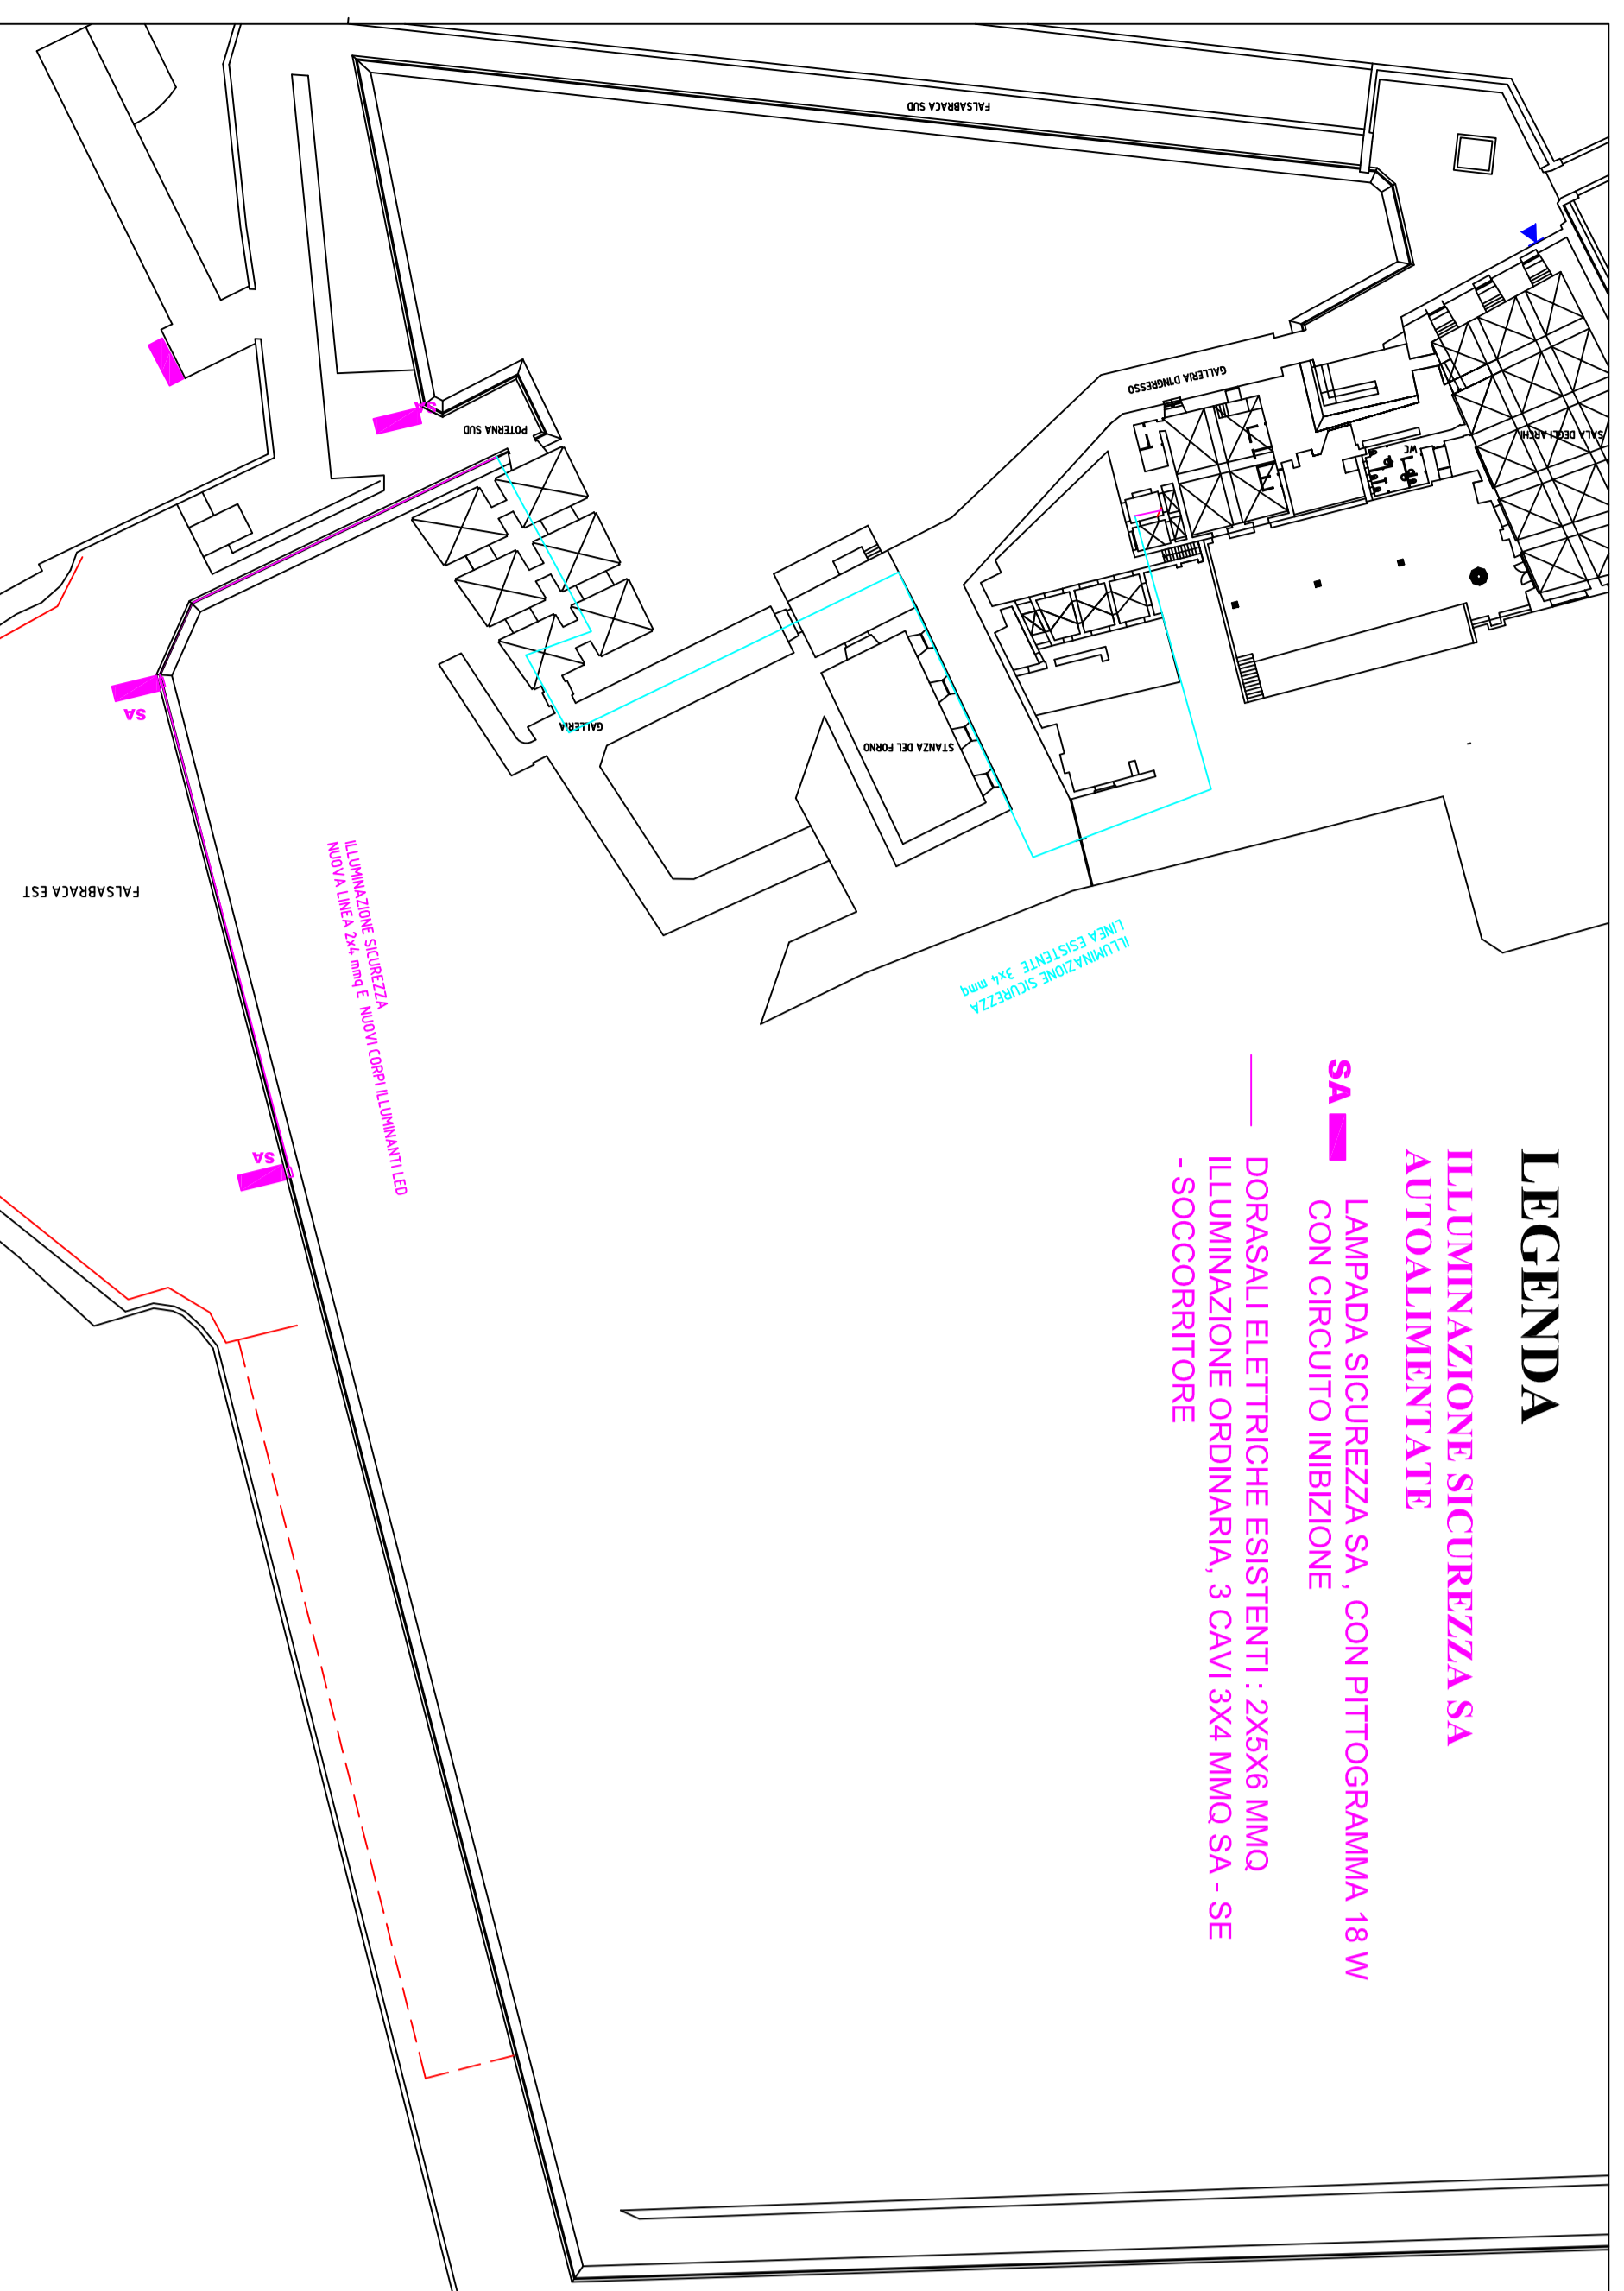 LEGENDA
ILLUMINAZIONE SICUREZZA SA
AUTOALIMENTATE
SA
LAMPADA SICUREZZA SA , CON PITTOGRAMMA 18 W
CON CIRCUITO INIBIZIONE
DORASALI ELETTRICHE ESISTENTI : 2X5X6 MMQ
ILLUMINAZIONE ORDINARIA, 3 CAVI 3X4 MMQ SA - SE
- SOCCORRITORE
FALSABRACA SUD
GALLERIA D'INGRESSO
SALA DEGLI ARCHI
WC
POTERNA SUD
SA
GALLERIA
STANZA DEL FORNO
SA
FALSABRACA EST
ILLUMINAZIONE SICUREZZA
NUOVA LINEA 2x4 mmq E NUOVI CORPI ILLUMINANTI LED
ILLUMINAZIONE SICUREZZA
LINEA ESISTENTE 3x4 mmq
SA